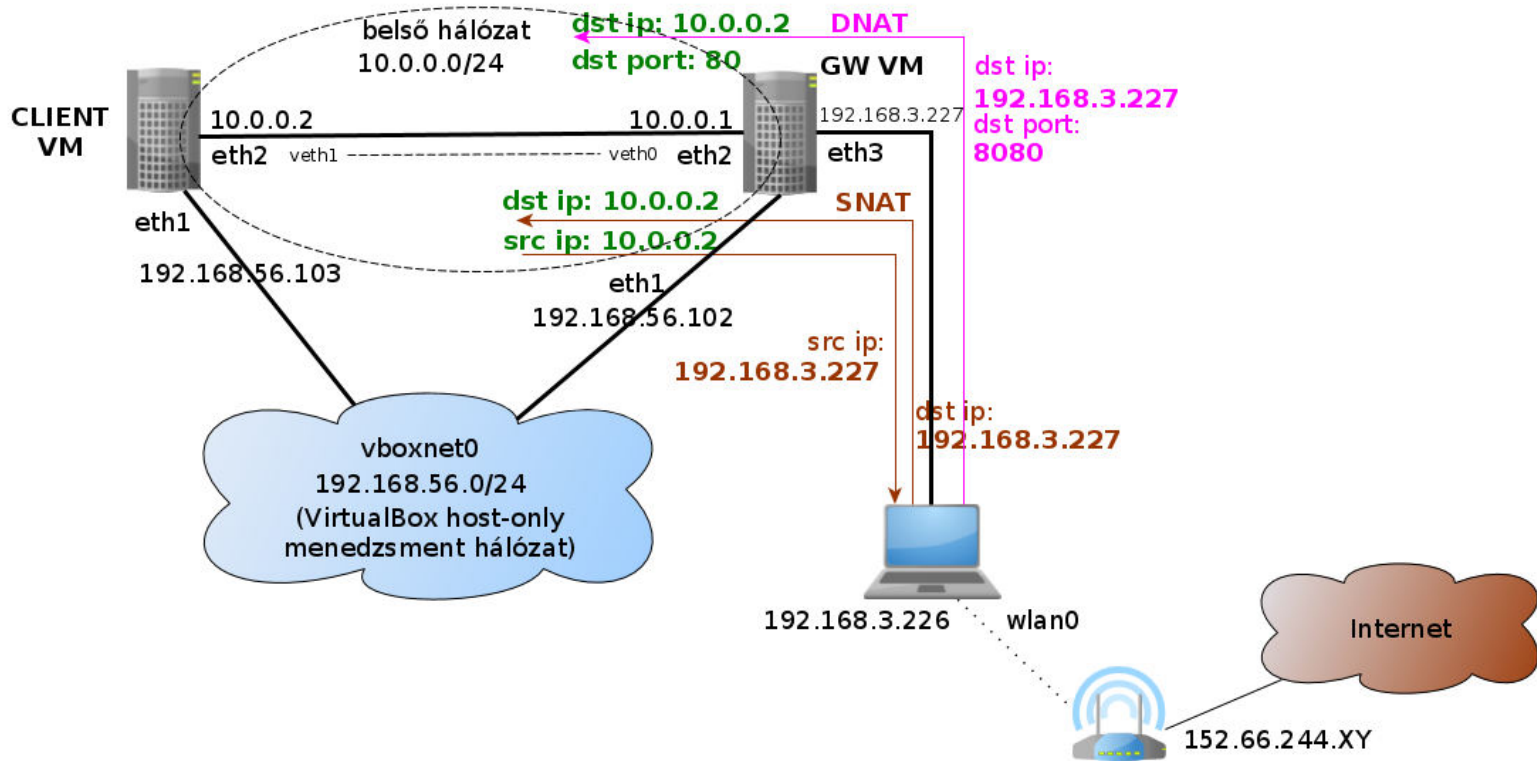 belső hálózat
10.0.0.0/24
dst ip: 10.0.0.2
dst port: 80
DNAT
GW VM
dst ip:
192.168.3.227
dst port:
8080
CLIENT
VM
10.0.0.2
10.0.0.1
192.168.3.227
eth2
veth1
veth0
eth2
eth3
dst ip: 10.0.0.2
SNAT
src ip: 10.0.0.2
eth1
192.168.56.103
eth1
192.168.56.102
src ip:
192.168.3.227
dst ip:
192.168.3.227
vboxnet0
192.168.56.0/24
(VirtualBox host-only
menedzsment hálózat)
192.168.3.226
wlan0
Internet
152.66.244.XY